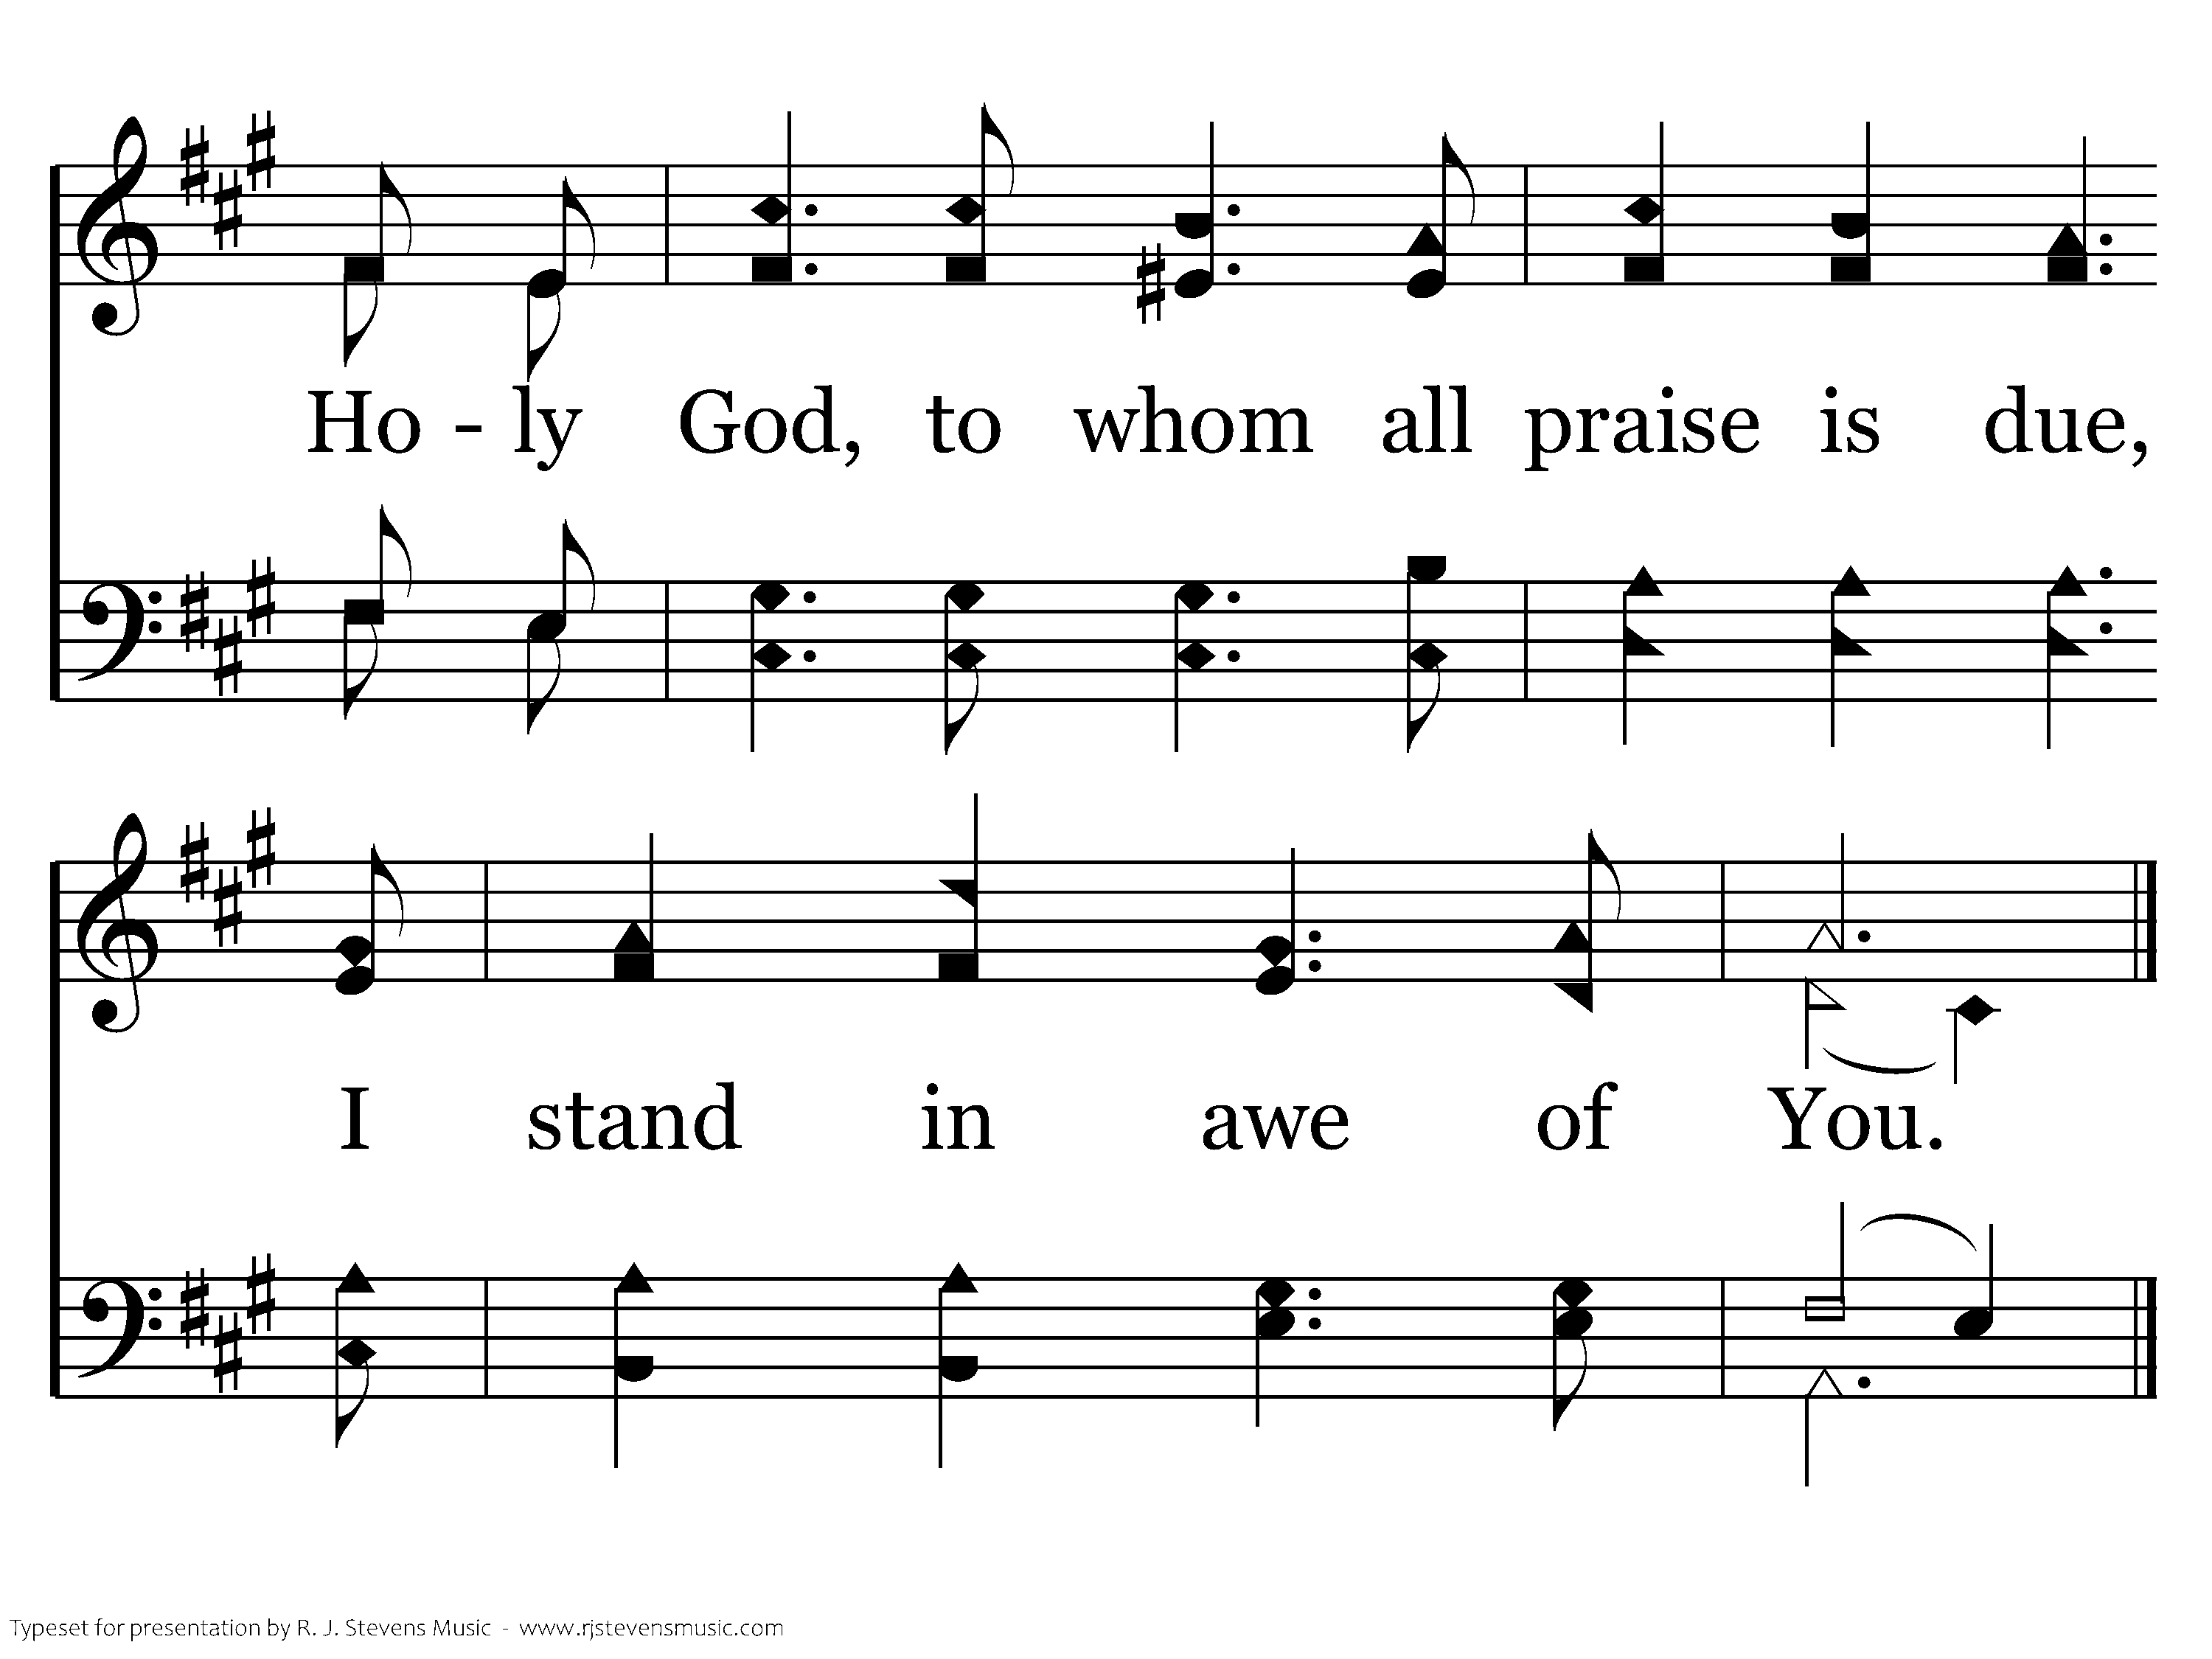 Ho - ly God, to whom all praise is due,
I stand in awe of You.
Typeset for presentation by R. J. Stevens Music - www.rjstevensmusic.com